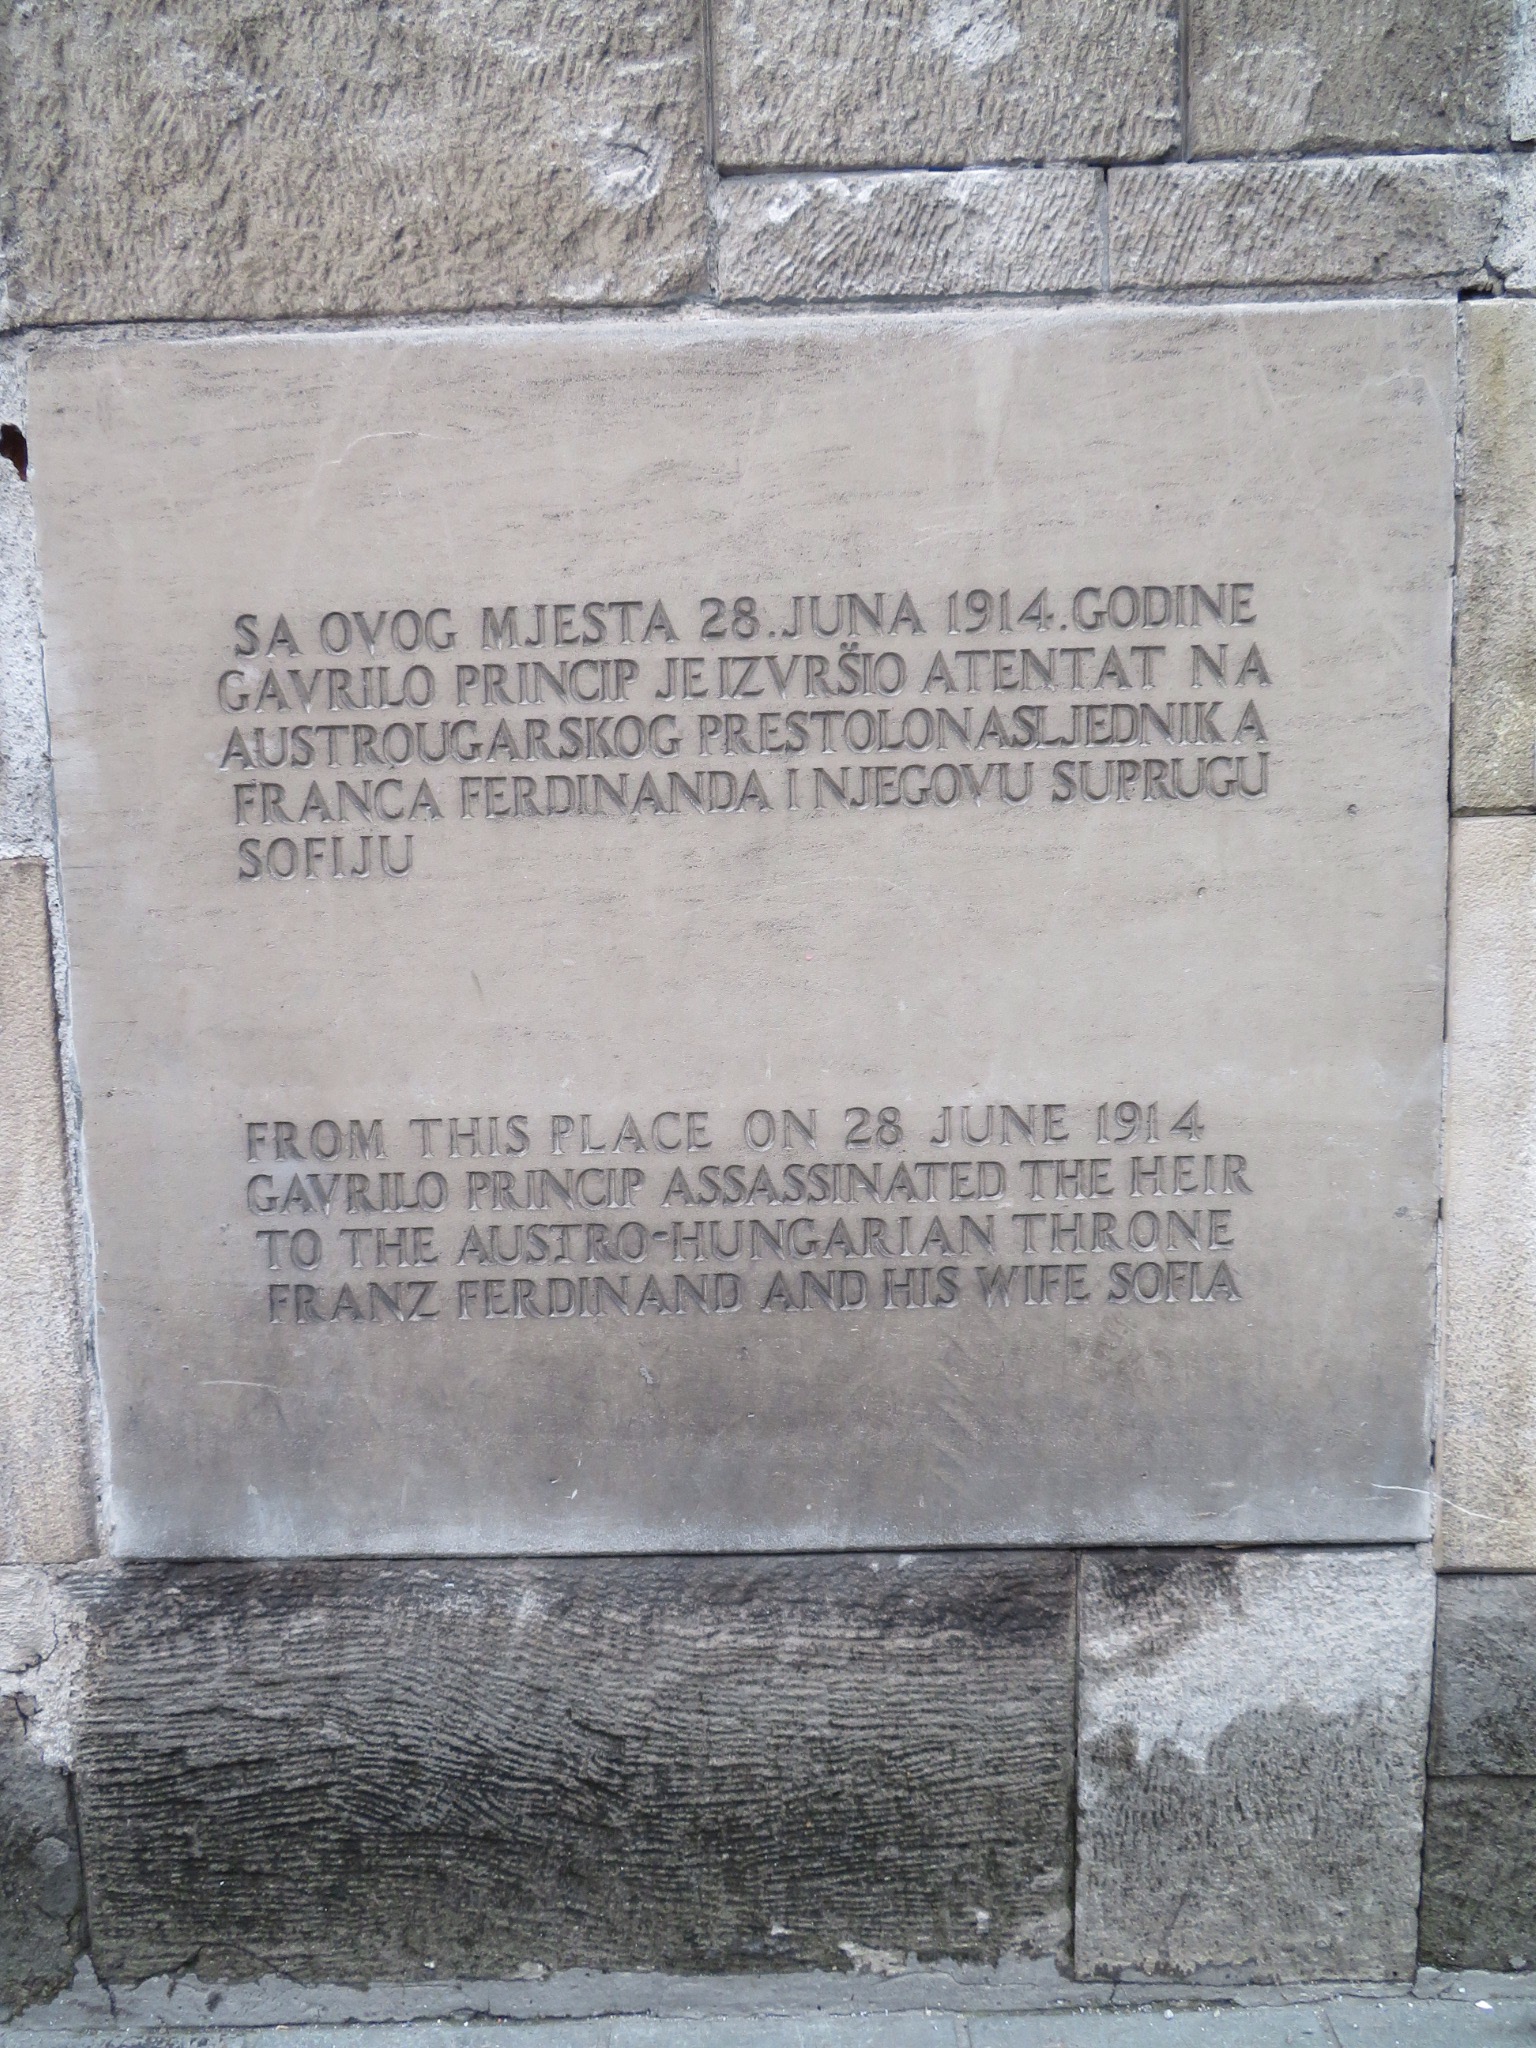 SA OVOG MJESTA 28.JUNA 1914.GODINE
GAVRILO PRINCIP JE IZVRŠIO ATENTAT NA
AUSTROUGARSKOG PRESTOLONASLJEDNIKA
FRANCA FERDINANDA I NJEGOVU SUPRUGU
SOFIJU
FROM THIS PLACE ON 28 JUNE 1914
GAVRILO PRINCIP ASSASSINATED THE HEIR
TO THE AUSTRO-HUNGARIAN THRONE
FRANZ FERDINAND AND HIS WIFE SOFIA